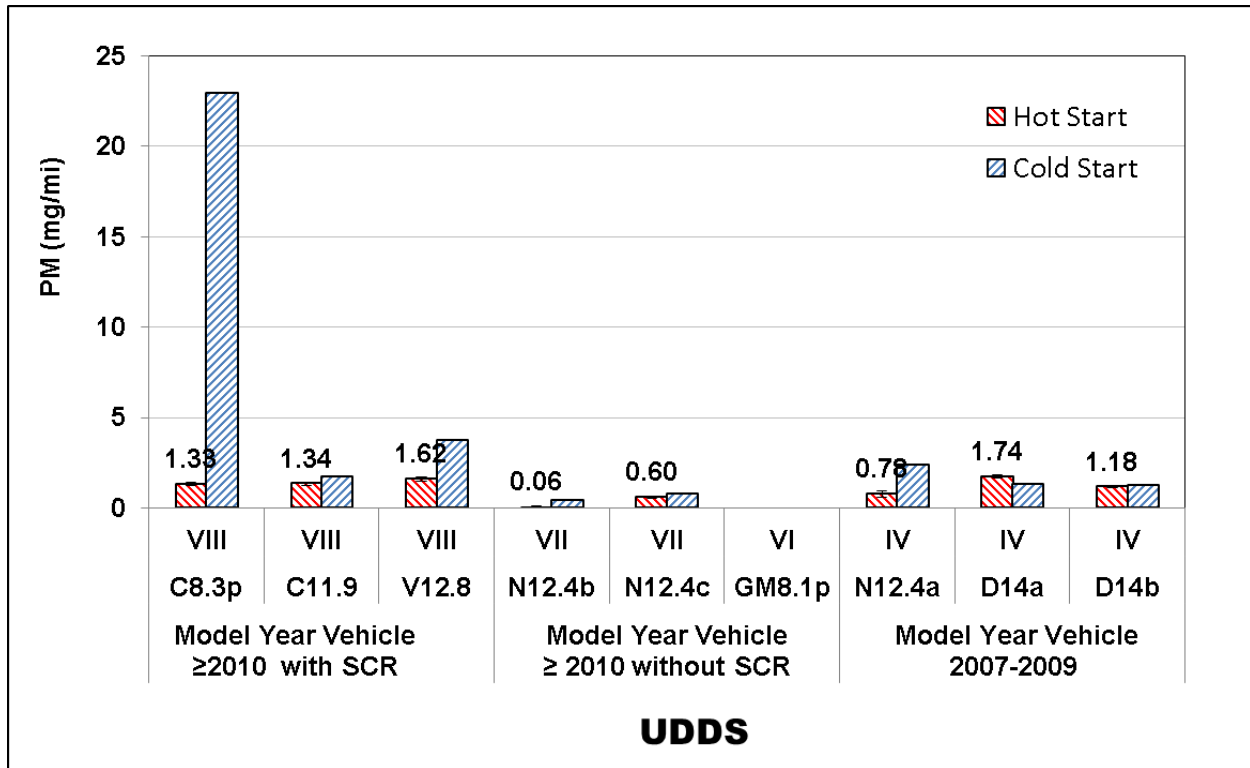 25
20
15
10
5
0
PM (mg/mi)
Hot Start
Cold Start
1.33
1.34
1.62
0.06
0.60
0.78
1.74
1.18
VIII VIII VIII VII VII VI IV IV IV
C8.3p C11.9 V12.8 N12.4b N12.4c GM8.1p N12.4a D14a D14b
Model Year Vehicle
≥2010 with SCR
Model Year Vehicle
≥ 2010 without SCR
Model Year Vehicle
2007-2009
UDDS